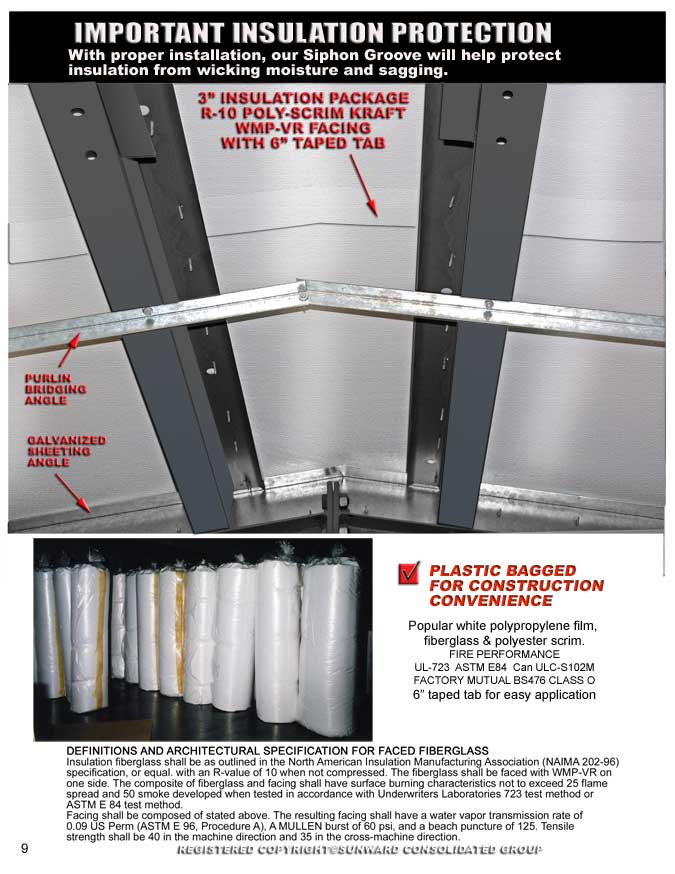 IMPORTANT INSULATION PROTECTION
With proper installation, our Siphon Groove will help protect
insulation from wicking moisture and sagging.
3” INSULATION PACKAGE
R-10 POLY-SCRIM KRAFT
WMP-VR FACING
WITH 6” TAPED TAB
PURLIN
BRIDGING
ANGLE
GALVANIZED
SHEETING
ANGLE
PLASTIC BAGGED
FOR CONSTRUCTION
CONVENIENCE
Popular white polypropylene film,
fiberglass & polyester scrim.
FIRE PERFORMANCE
UL-723 ASTM E84 Can ULC-S102M
FACTORY MUTUAL BS476 CLASS O
6” taped tab for easy application
DEFINITIONS AND ARCHITECTURAL SPECIFICATION FOR FACED FIBERGLASS
Insulation fiberglass shall be as outlined in the North American Insulation Manufacturing Association (NAIMA 202-96)
specification, or equal. with an R-value of 10 when not compressed. The fiberglass shall be faced with WMP-VR on
one side. The composite of fiberglass and facing shall have surface burning characteristics not to exceed 25 flame
spread and 50 smoke developed when tested in accordance with Underwriters Laboratories 723 test method or
ASTM E 84 test method.
Facing shall be composed of stated above. The resulting facing shall have a water vapor transmission rate of
0.09 US Perm (ASTM E 96, Procedure A), A MULLEN burst of 60 psi, and a beach puncture of 125. Tensile
strength shall be 40 in the machine direction and 35 in the cross-machine direction.
9
REGISTERED COPYRIGHT©SUNWARD CONSOLIDATED GROUP